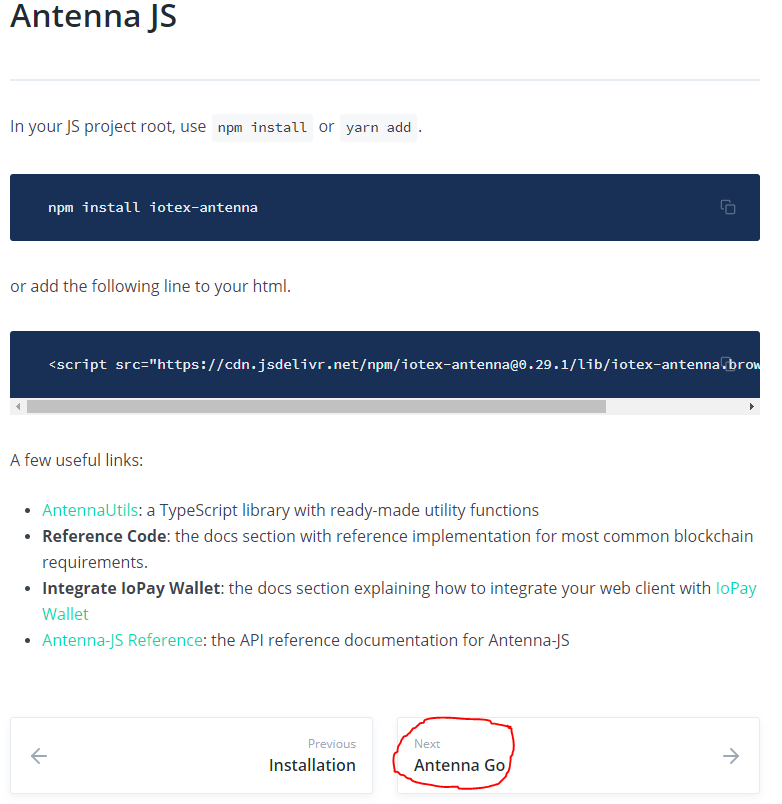 Antenna JS
In your JS project root, use npm install or yarn add .
npm install iotex-antenna
or add the following line to your html.
<script src="https://cdn.jsdelivr.net/npm/iotex-antenna@0.29.1/lib/iotex-antenna.brow
A few useful links:
• AntennaUtils: a TypeScript library with ready-made utility functions
• Reference Code: the docs section with reference implementation for most common blockchain
requirements.
• Integrate IoPay Wallet: the docs section explaining how to integrate your web client with IoPay
Wallet
• Antenna-JS Reference: the API reference documentation for Antenna-JS
Previous
Installation
Next
Antenna Go